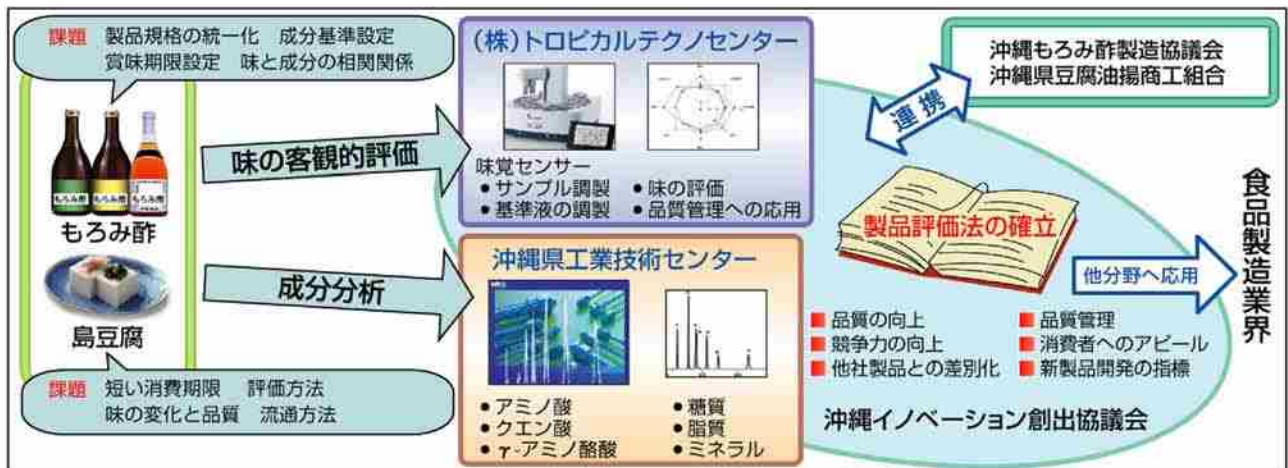 課題 製品規格の統一化 成分基準設定
賞味期限設定 味と成分の相関関係
もろみ酢
もろみ酢
もろみ酢
もろみ酢
島豆腐
課題 短い消費期限 評価方法
味の変化と品質 流通方法
味の客観的評価
成分分析
(株)トロピカルテクノセンター
味覚センサー
●サンプル調製 ●味の評価
●基準液の調製 ●品質管理への応用
沖縄県工業技術センター
●アミノ酸 ●糖質
●クエン酸 ●脂質
●γ-アミノ酪酸 ●ミネラル
沖縄もろみ酢製造協議会
沖縄県豆腐油揚商工組合
連携
製品評価法の確立
他分野へ応用
■品質の向上 ■品質管理
■競争力の向上 ■消費者へのアピール
■他社製品との差別化 ■新製品開発の指標
沖縄イノベーション創出協議会
食品製造業界